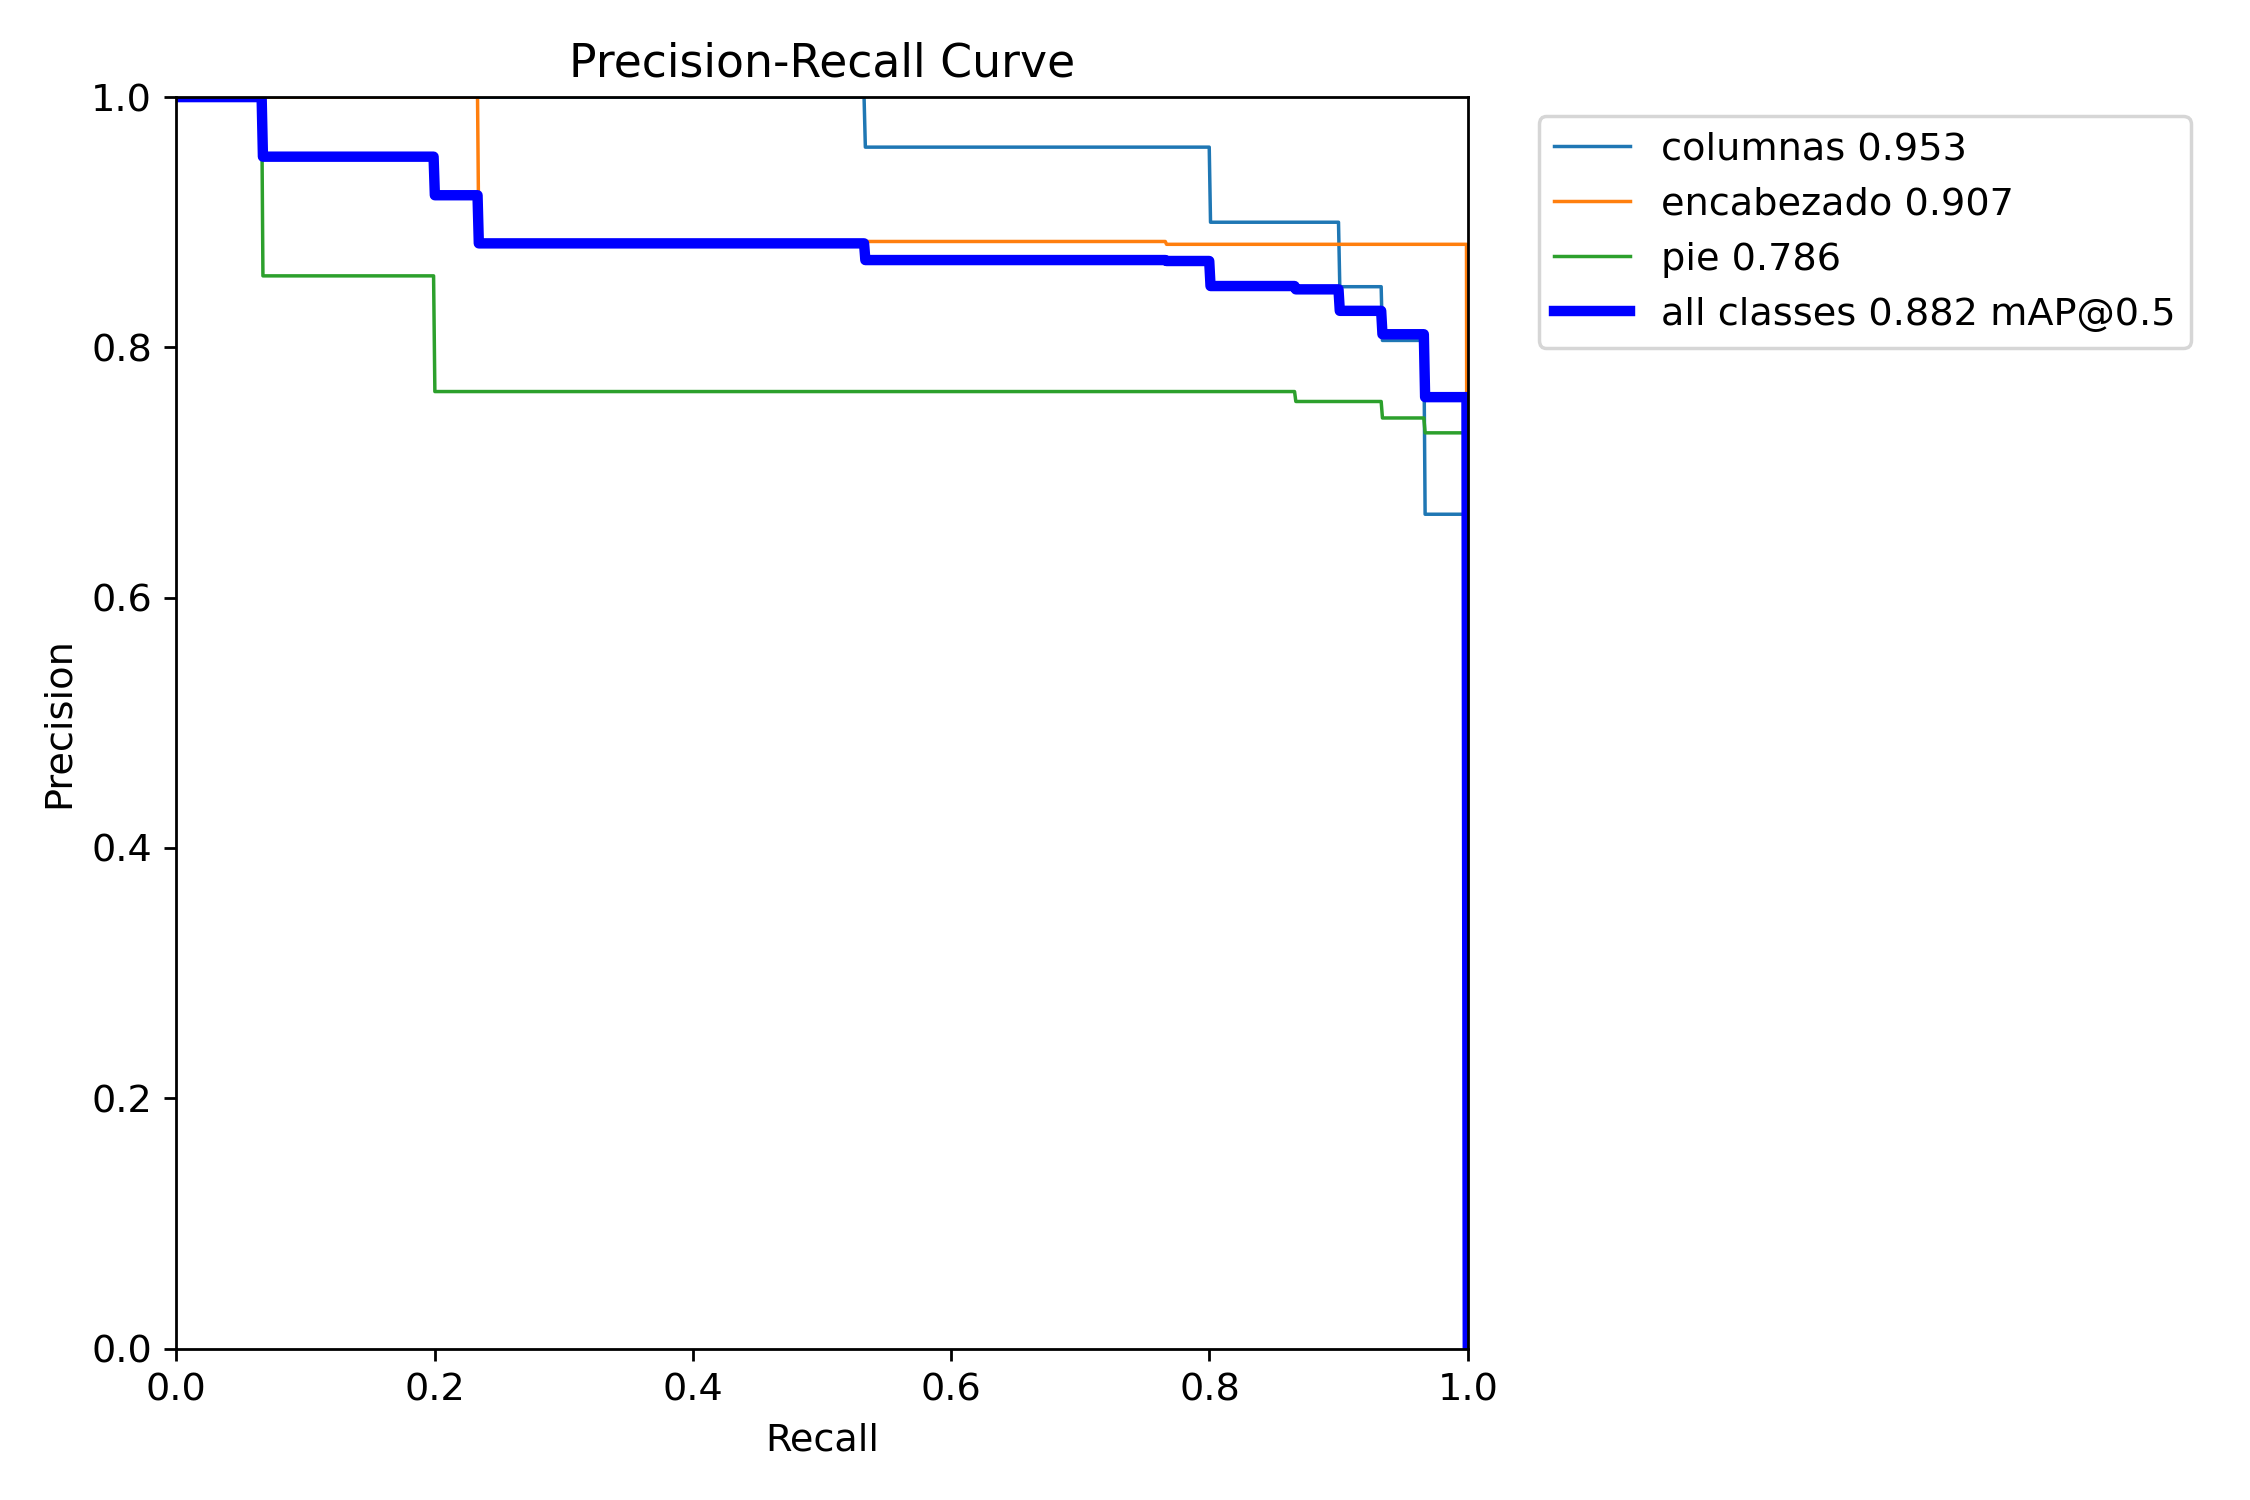 Precision-Recall Curve
1.0
0.8
0.6
0.4
0.2
0.0
Precision
0.0 0.2 0.4 0.6 0.8 1.0
Recall
columnas 0.953
encabezado 0.907
pie 0.786
all classes 0.882 mAP@0.5